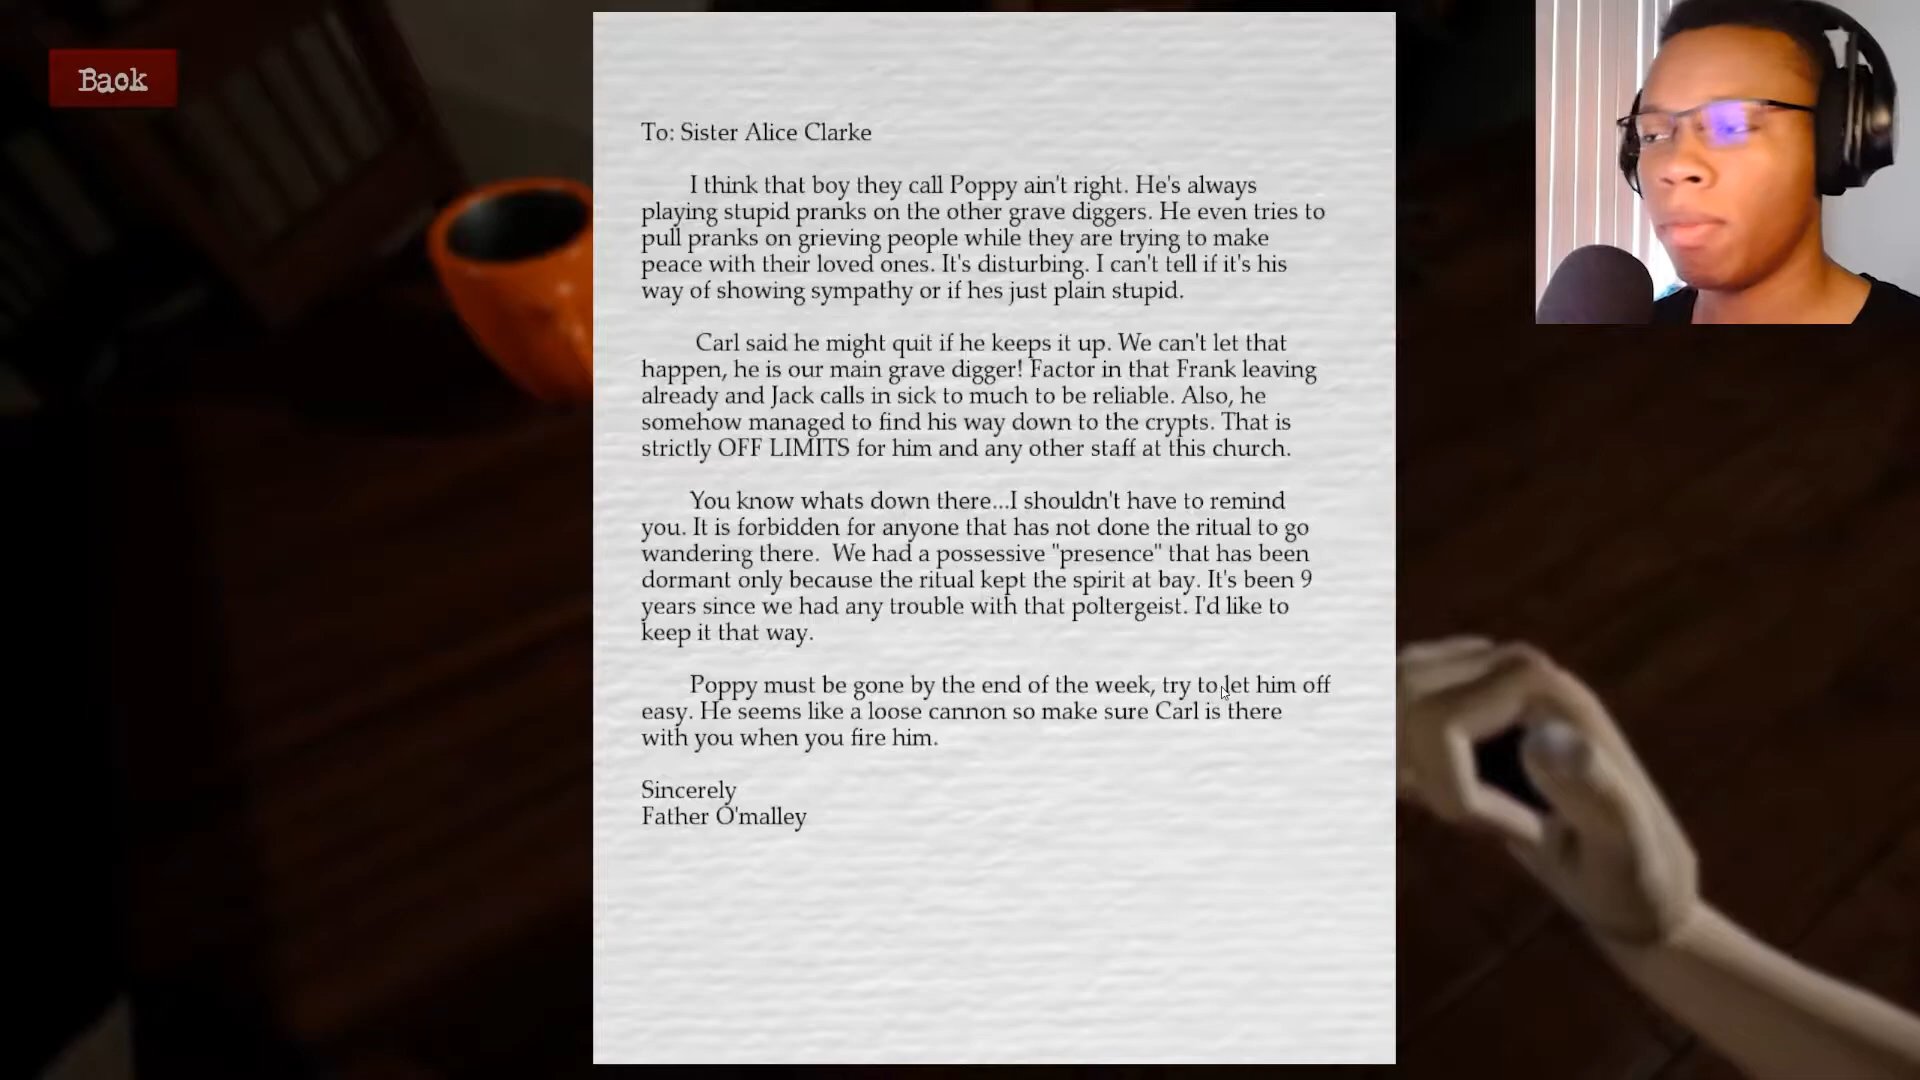 Back
To: Sister Alice Clarke
I think that boy they call Poppy ain't right. He's always
playing stupid pranks on the other grave diggers. He even tries to
pull pranks on grieving people while they are trying to make
peace with their loved ones. It's disturbing. I can't tell if it's his
way of showing sympathy or if hes just plain stupid.
Carl said he might quit if he keeps it up. We can't let that
happen, he is our main grave digger! Factor in that Frank leaving
already and Jack calls in sick to much to be reliable. Also, he
somehow managed to find his way down to the crypts. That is
strictly OFF LIMITS for him and any other staff at this church.
You know whats down there...I shouldn't have to remind
you. It is forbidden for anyone that has not done the ritual to go
wandering there. We had a possessive "presence" that has been
dormant only because the ritual kept the spirit at bay. It's been 9
years since we had any trouble with that poltergeist. I'd like to
keep it that way.
Poppy must be gone by the end of the week, try to let him off
easy. He seems like a loose cannon so make sure Carl is there
with you when you fire him.
Sincerely
Father O'malley